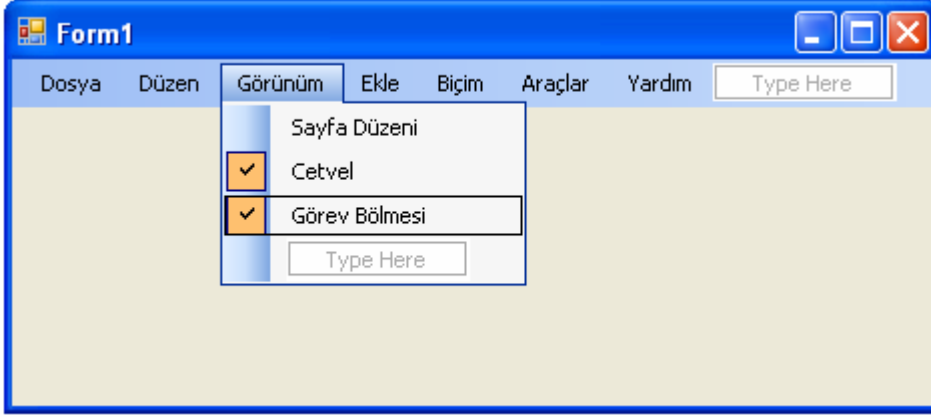 Form1
Dosya Düzen Görünüm Ekle Biçim Araçlar Yardım Type Here
Sayfa Düzeni
Cetvel
Görev Bölmesi
Type Here